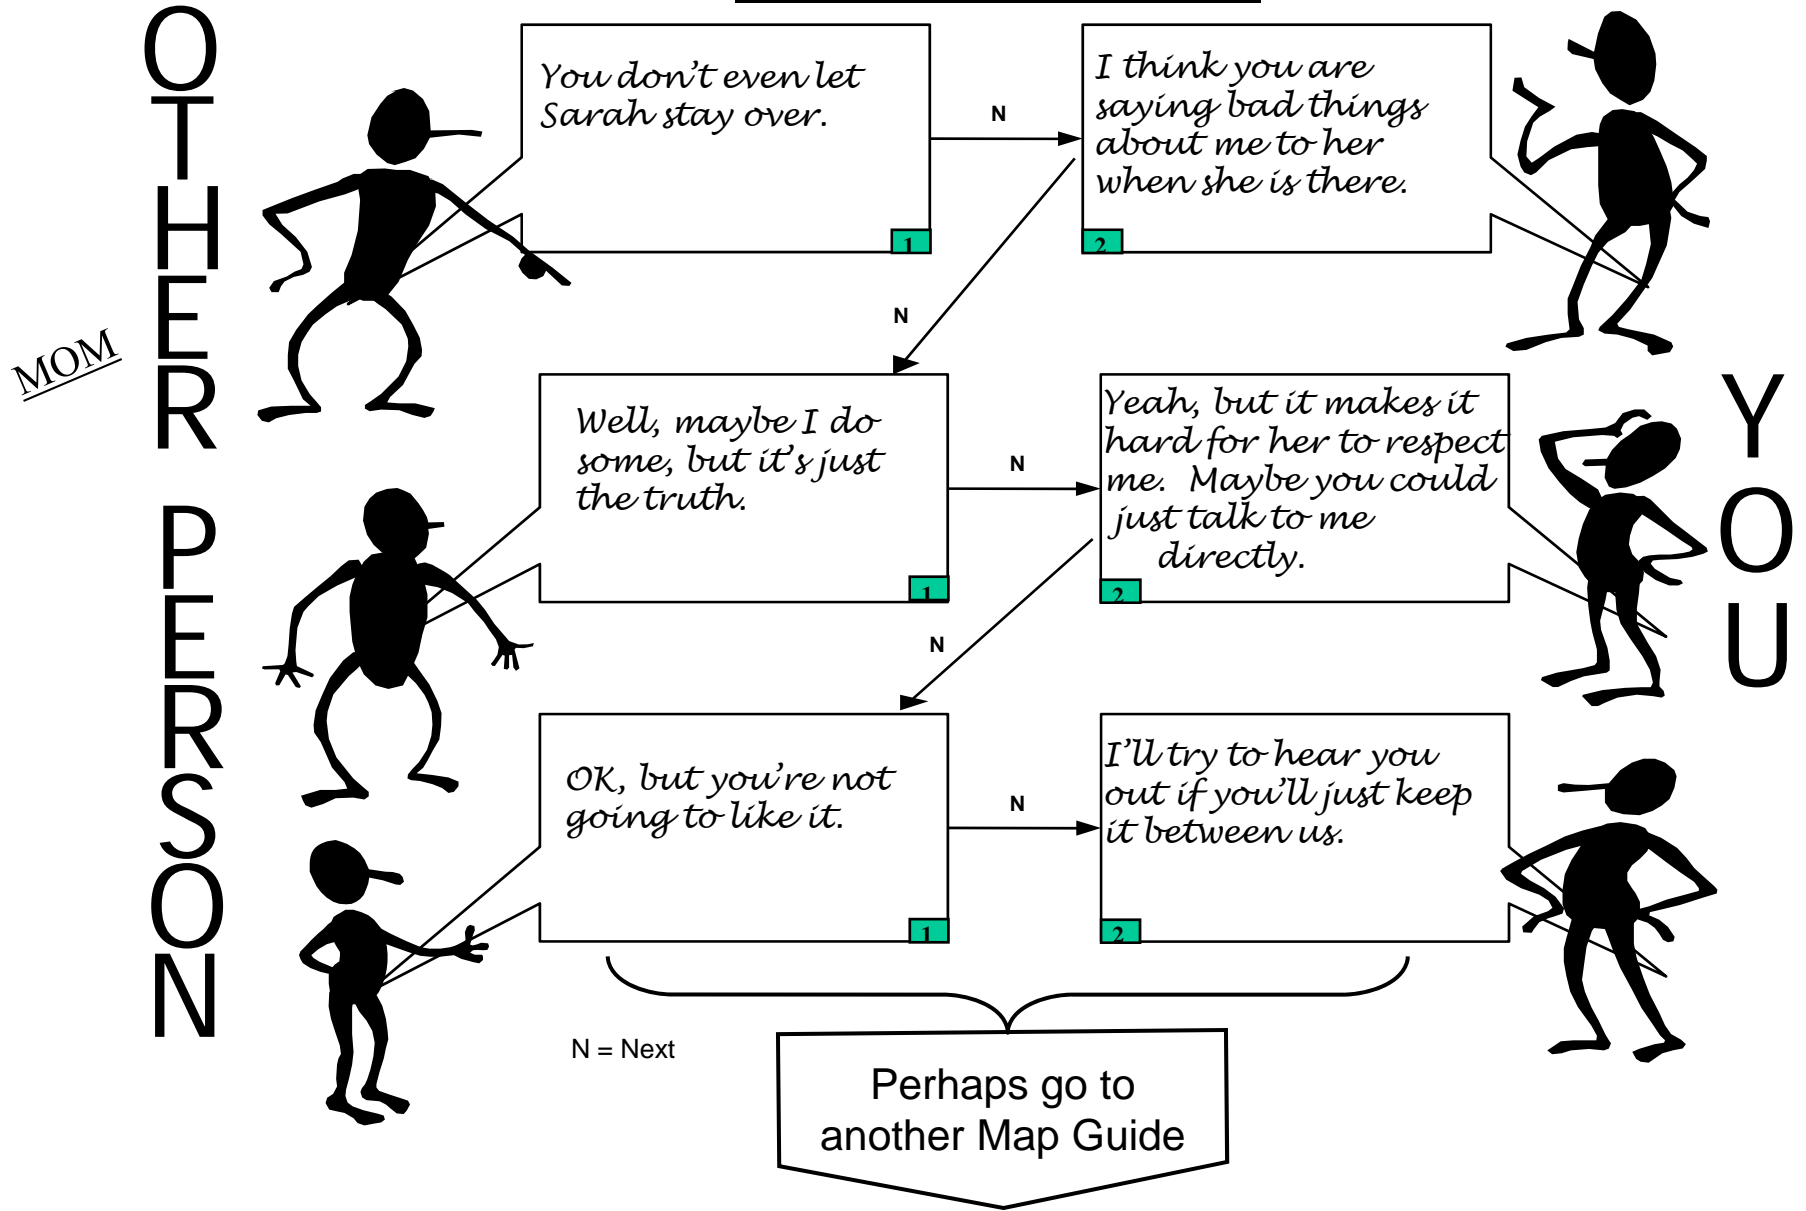 OTHER PERSON
MOM
You don't even let
Sarah stay over.
1
N
I think you are
saying bad things
about me to her
when she is there.
2
N
Well, maybe I do
some, but it's just
the truth.
1
N
Yeah, but it makes it
hard for her to respect
me. Maybe you could
just talk to me
directly.
2
YOU
N
OK, but you're not
going to like it.
1
N
I'll try to hear you
out if you'll just keep
it between us.
2
N = Next
Perhaps go to
another Map Guide